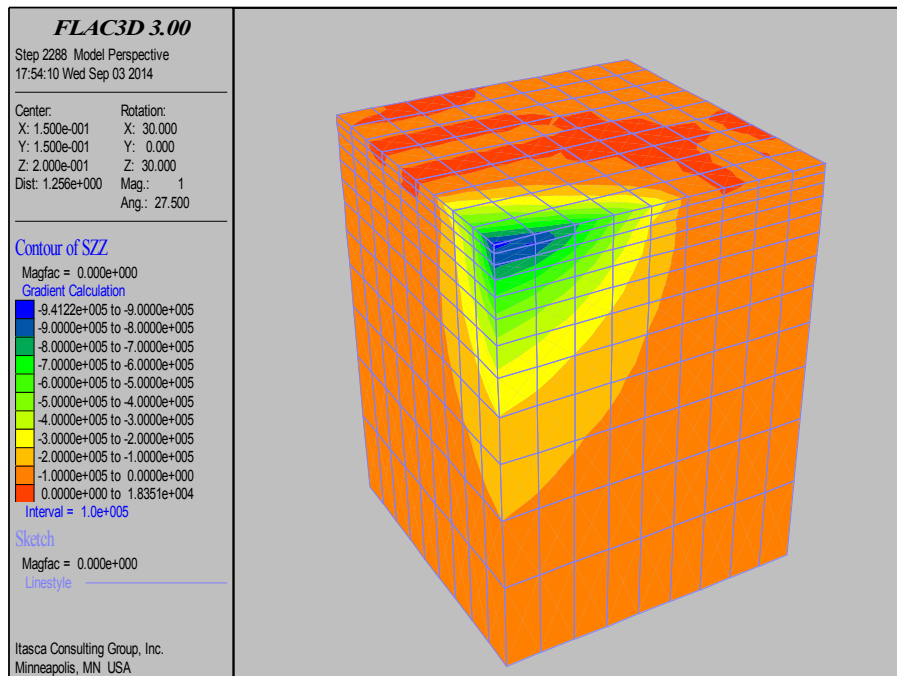 FLAC3D 3.00
Step 2288  Model Perspective
17:54:10 Wed Sep 03 2014
Center: Rotation:
X: 1.500e-001 X: 30.000
Y: 1.500e-001 Y: 0.000
Z: 2.000e-001 Z: 30.000
Dist: 1.256e+000 Mag.: 1
Ang.: 27.500
Contour of SZZ
Magfac = 0.000e+000
Gradient Calculation
-9.4122e+005 to -9.0000e+005
-9.0000e+005 to -8.0000e+005
-8.0000e+005 to -7.0000e+005
-7.0000e+005 to -6.0000e+005
-6.0000e+005 to -5.0000e+005
-5.0000e+005 to -4.0000e+005
-4.0000e+005 to -3.0000e+005
-3.0000e+005 to -2.0000e+005
-2.0000e+005 to -1.0000e+005
-1.0000e+005 to 0.0000e+000
0.0000e+000 to 1.8351e+004
Interval = 1.0e+005
Sketch
Magfac = 0.000e+000
Linestyle
Itasca Consulting Group, Inc.
Minneapolis, MN USA